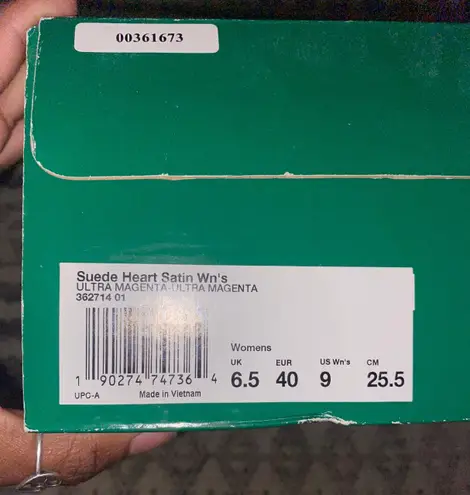 00361673
Suede Heart Satin Wn's
ULTRA MAGENTA-ULTRA MAGENTA
362714 01
Womens
UK EUR US Wn's CM
6.5 40 9 25.5
1 90274 74736 4
UPC-A Made in Vietnam